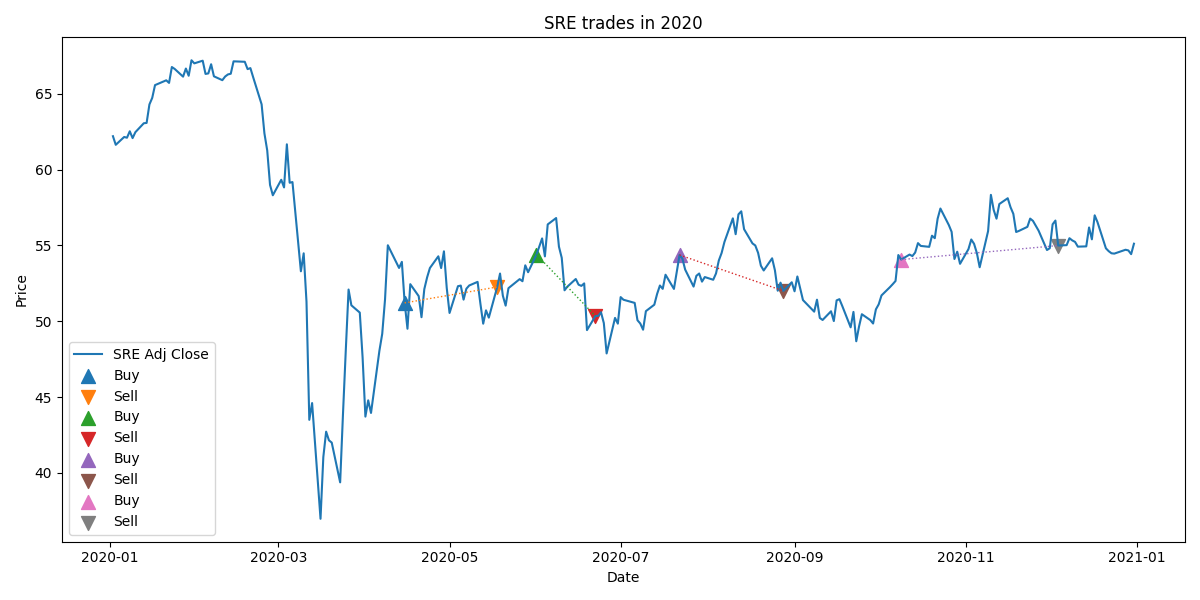 SRE trades in 2020
Price
65
60
55
50
45
40
SRE Adj Close
Buy
Sell
Buy
Sell
Buy
Sell
Buy
Sell
2020-01
2020-03
2020-05
2020-07
2020-09
2020-11
2021-01
Date